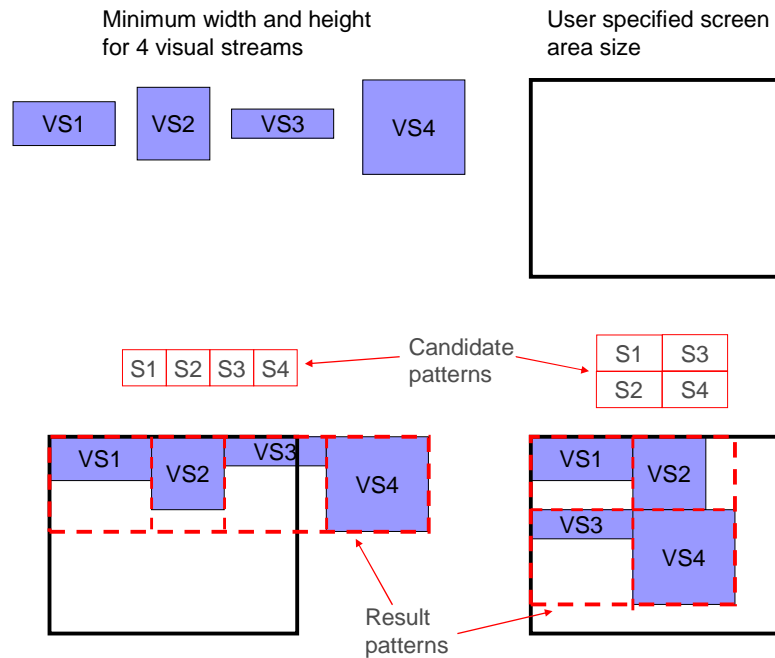 Minimum width and height
for 4 visual streams
User specified screen
area size
VS1
VS2
VS3
VS4
Candidate
patterns
S1 S2 S3 S4
S1 S3
S2 S4
VS1
VS2
VS3
VS4
VS1
VS2
VS3
VS4
Result
patterns